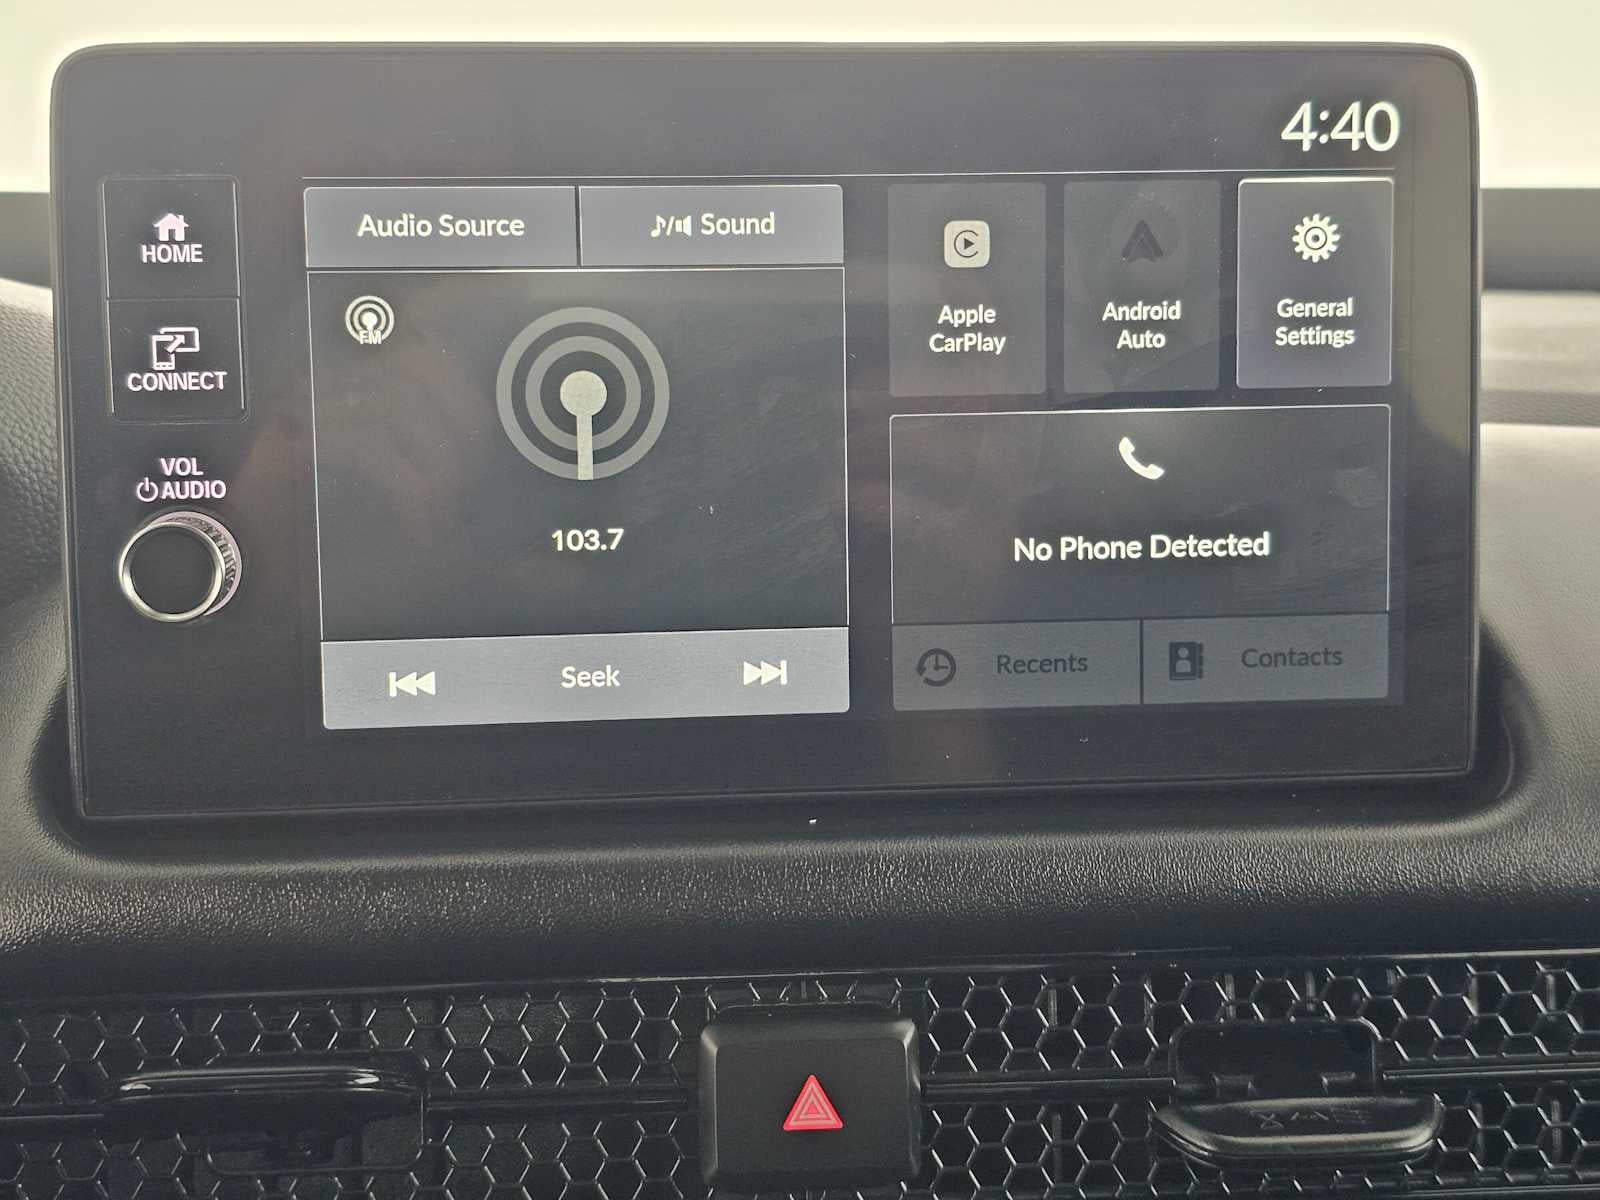 4:40
HOME
CONNECT
VOL
AUDIO
Audio Source
Sound
FM
103.7
Seek
Apple
CarPlay
Android
Auto
General
Settings
No Phone Detected
Recents
Contacts